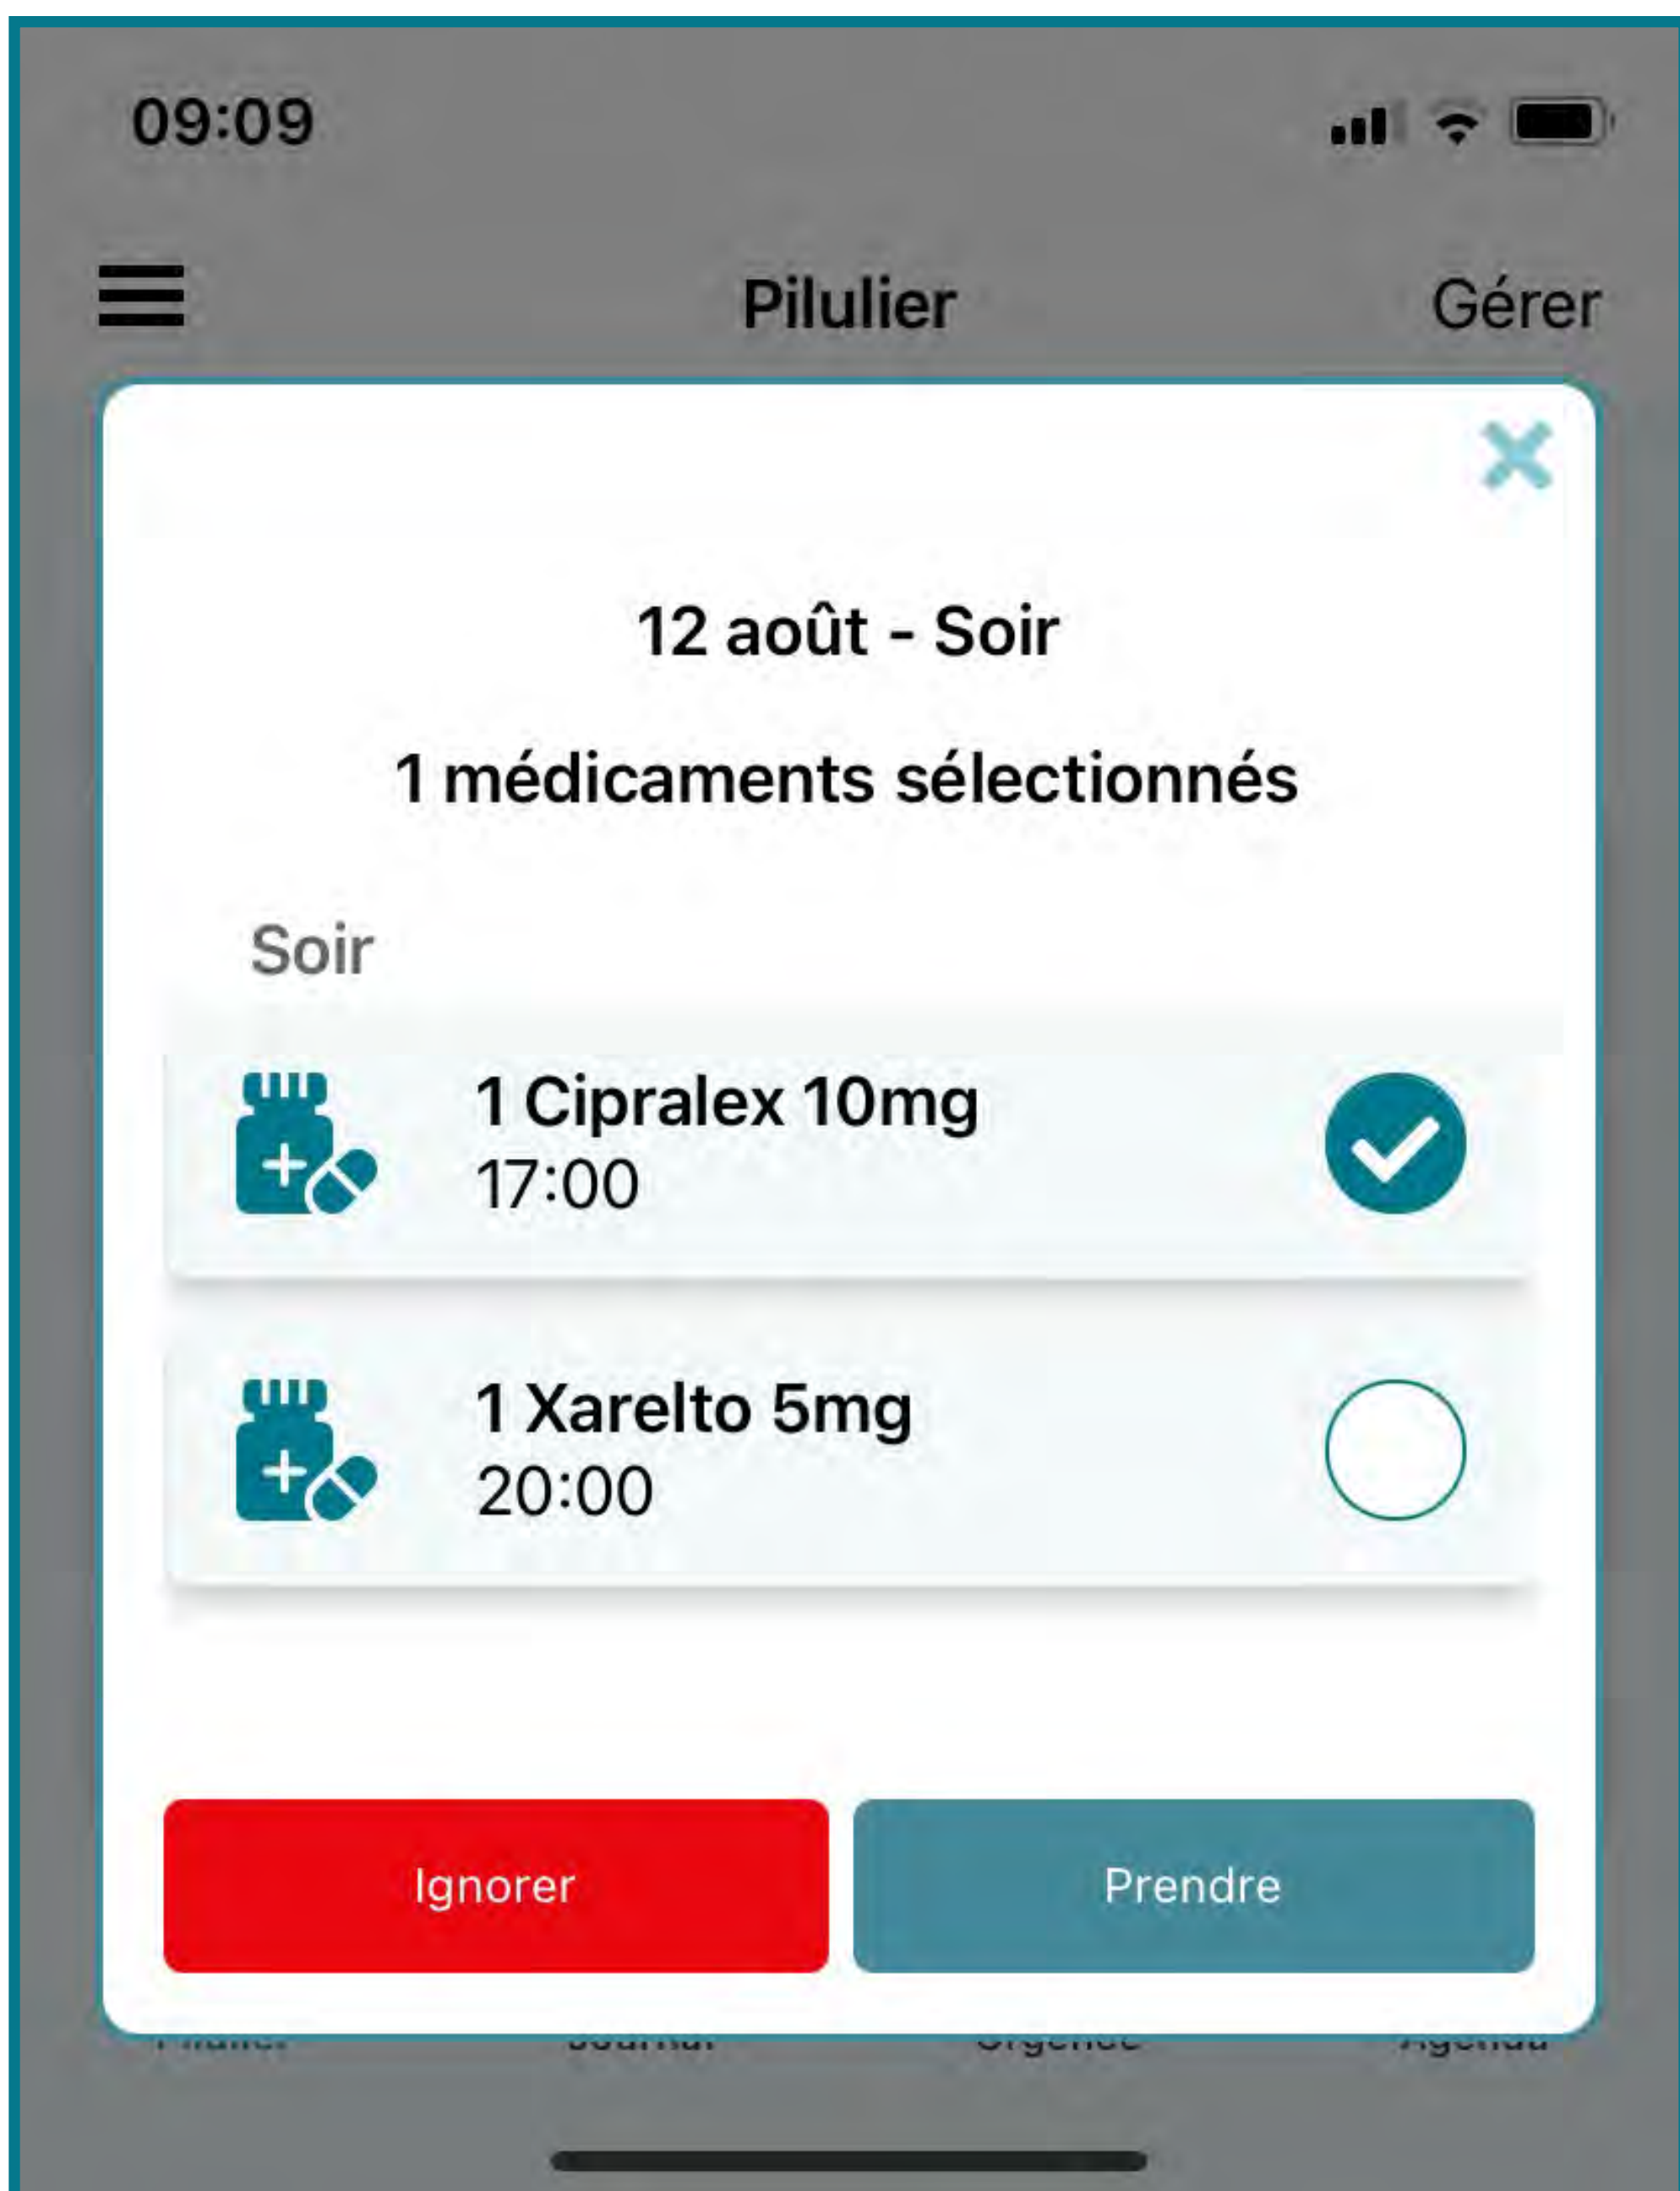 09:09
Pilulier
Gérer
12 août - Soir
1 médicaments sélectionnés
Soir
1 Cipralex 10mg
17:00
1 Xarelto 5mg
20:00
Ignorer
Prendre